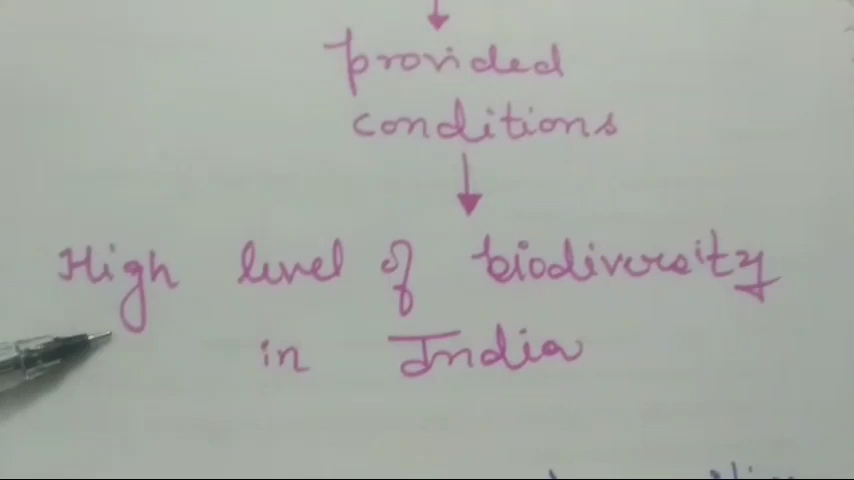 provided
conditions
High level of biodiversity
in India